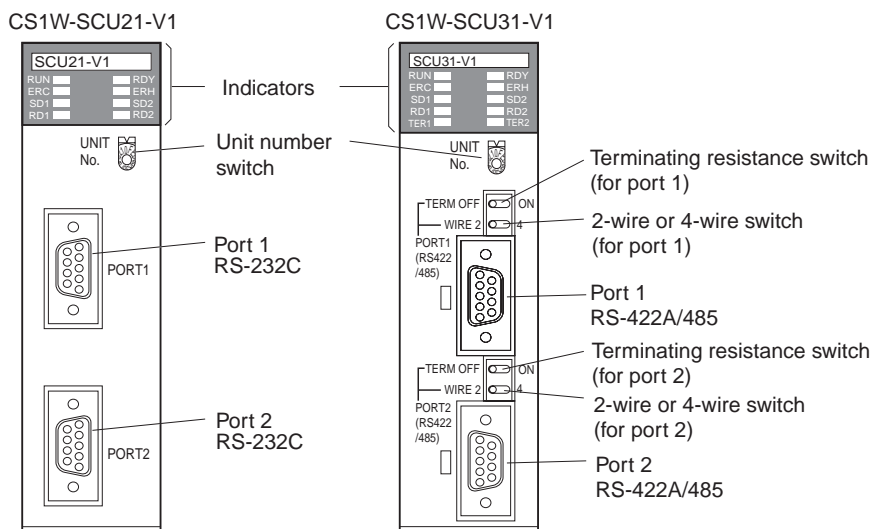 CS1W-SCU21-V1
SCU21-V1
RUN RDY
ERC ERH
SD1 SD2
RD1 RD2
UNIT
No.
PORT1
PORT2
Indicators
Unit number
switch
Port 1
RS-232C
Port 2
RS-232C
CS1W-SCU31-V1
SCU31-V1
RUN RDY
ERC ERH
SD1 SD2
RD1 RD2
TER1 TER2
UNIT
No.
TERM OFF ON
WIRE 2 4
PORT1
(RS422
/485)
TERM OFF ON
WIRE 2 4
PORT2
(RS422
/485)
Terminating resistance switch
(for port 1)
2-wire or 4-wire switch
(for port 1)
Port 1
RS-422A/485
Terminating resistance switch
(for port 2)
2-wire or 4-wire switch
(for port 2)
Port 2
RS-422A/485